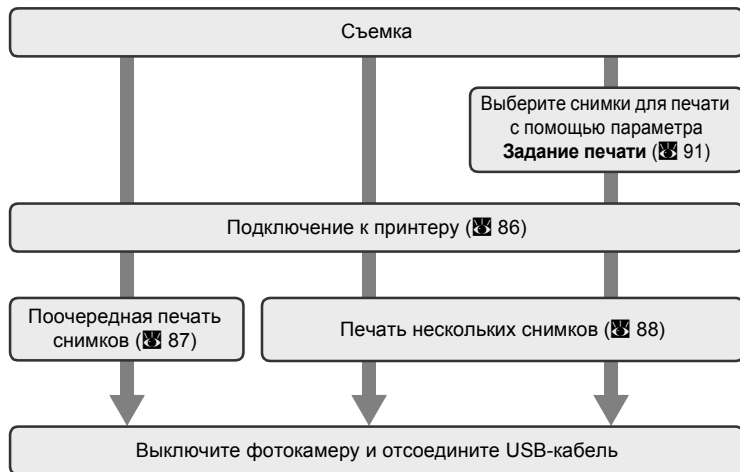 Съемка
Выберите снимки для печати
с помощью параметра
Задание печати (91)
Подключение к принтеру (86)
Поочередная печать
снимков (87)
Печать нескольких снимков (88)
Выключите фотокамеру и отсоедините USB-кабель